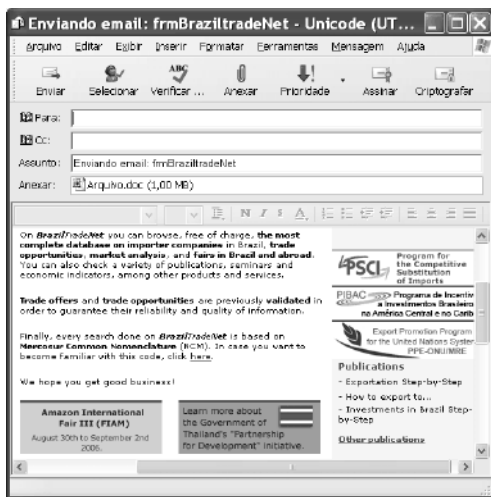 Enviando email: frmBraziltradeNet - Unicode (UT...
Arquivo Editar Exibir Inserir Formatar Ferramentas Mensagem Ajuda
Enviar Selecionar Verificar ... Anexar Prioridade Assinar Criptografar
Para:
Cc:
Assunto: Enviando email: frmBraziltradeNet
Anexar: Arquivo.doc (1,00 MB)
N I S A
On BrazilTradeNet you can browse, free of charge, the most
complete database on importer companies in Brazil, trade
opportunities, market analysis, and fairs in Brazil and abroad.
You can also check a variety of publications, seminars and
economic indicators, among other products and services.
Trade offers and trade opportunities are previously validated in
order to guarantee their reliability and quality of information.
Finally, every search done on BrazilTradeNet is based on
Mercosur Common Nomenclature (NCM). In case you want to
become familiar with this code, click here.
We hope you get good business!
Amazon International
Fair III (FIAM)
August 30th to September 2nd
2006.
Learn more about
the Government of
Thailand's "Partnership
for Development" initiative.
PSCI
Program for
the Competitive
Substitution
of Imports
PIBAC Programa de Incentiv
a Investimentos Brasileiro
na América Central e no Carib
Export Promotion Program
for the United Nations System
PPE-ONU/MRE
Publications
- Exportation Step-by-Step
- How to export...
- Investments in Brazil Step-
by-Step
Other publications